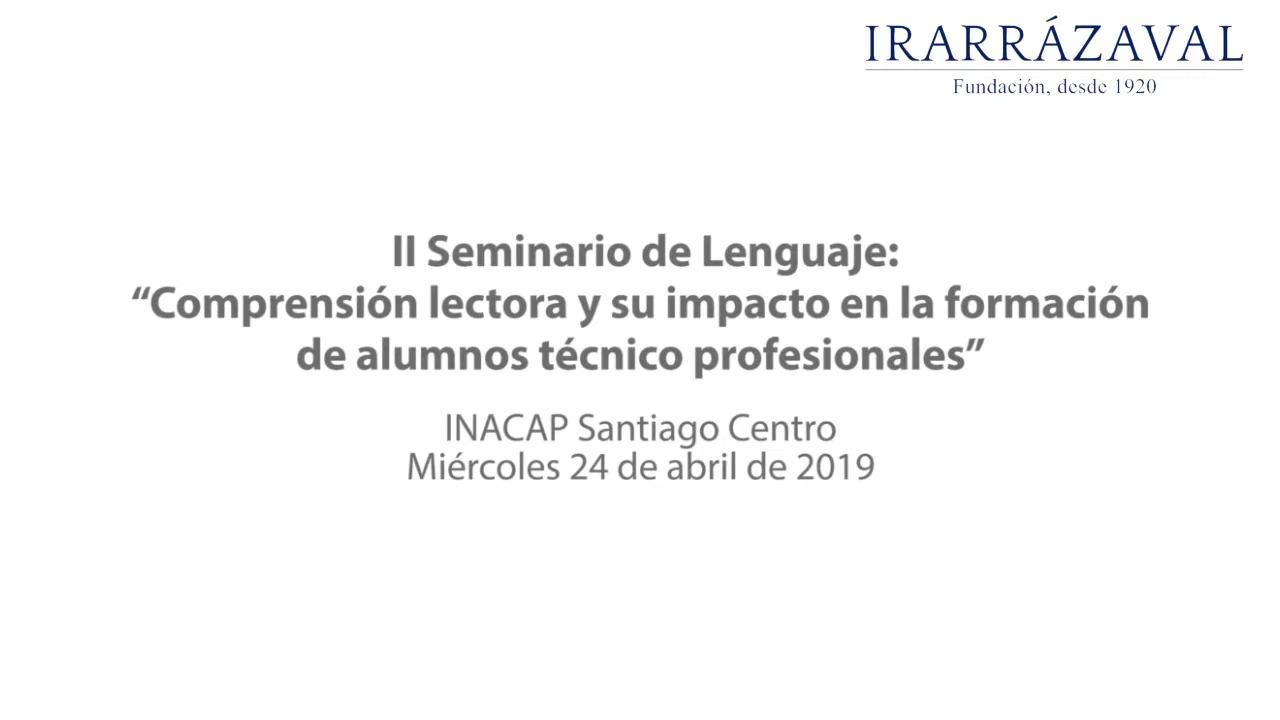 IRARRÁZAVAL
Fundación, desde 1920
II Seminario de Lenguaje:
“Comprensión lectora y su impacto en la formación
de alumnos técnico profesionales”
INACAP Santiago Centro
Miércoles 24 de abril de 2019